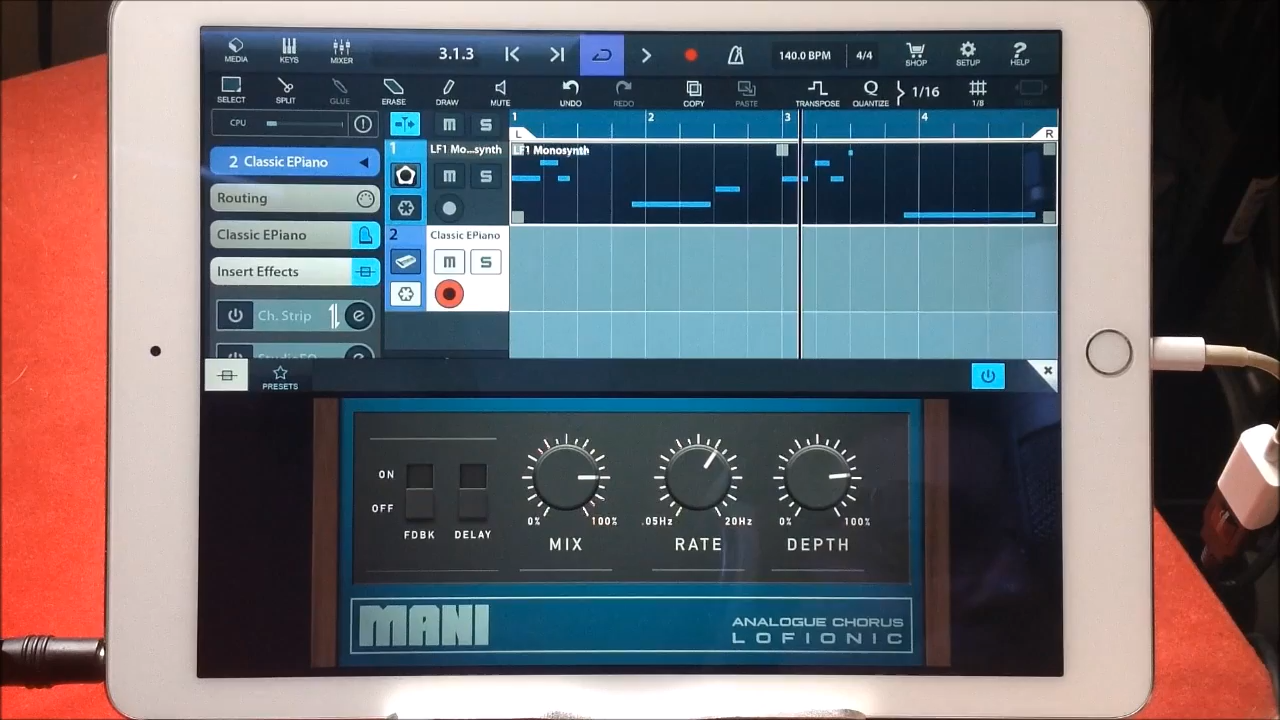 MEDIA KEYS MIXER 3.1.3 140.0 BPM 4/4 SHOP SETUP ? HELP
SELECT SPLIT GLUE ERASE DRAW MUTE UNDO REDO COPY PASTE TRANSPOSE Q QUANTIZE 1/16 1/8
CPU M S 1 2 3 4
L R
2 Classic EPiano 1 LF1 Mo...synth LF1 Monosynth
M S
Routing
Classic EPiano 2 Classic EPiano
Insert Effects M S
Ch. Strip e
StudioEQ
PRESETS
ON
OFF
FDBK DELAY
0% 100% .05Hz 20Hz 0% 100%
MIX RATE DEPTH
MANI
ANALOGUE CHORUS
LOFIONIC